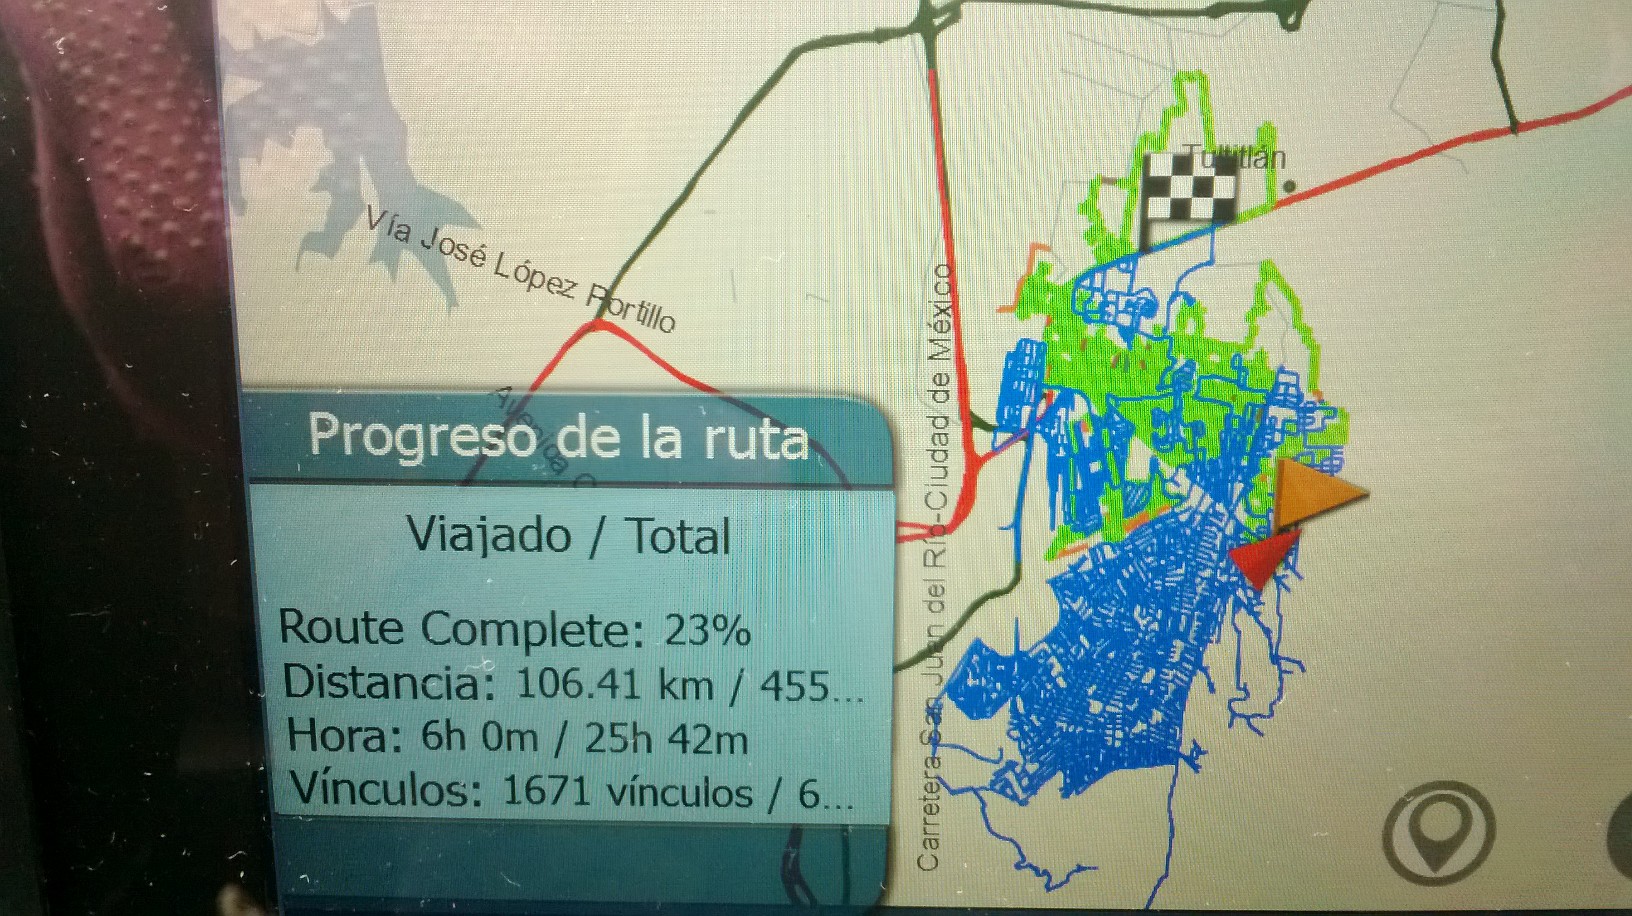 Tultitlán
Vía José López Portillo
Carretera San Juan del Río-Ciudad de México
Progreso de la ruta
Viajado / Total
Route Complete: 23%
Distancia: 106.41 km / 455...
Hora: 6h 0m / 25h 42m
Vínculos: 1671 vínculos / 6...